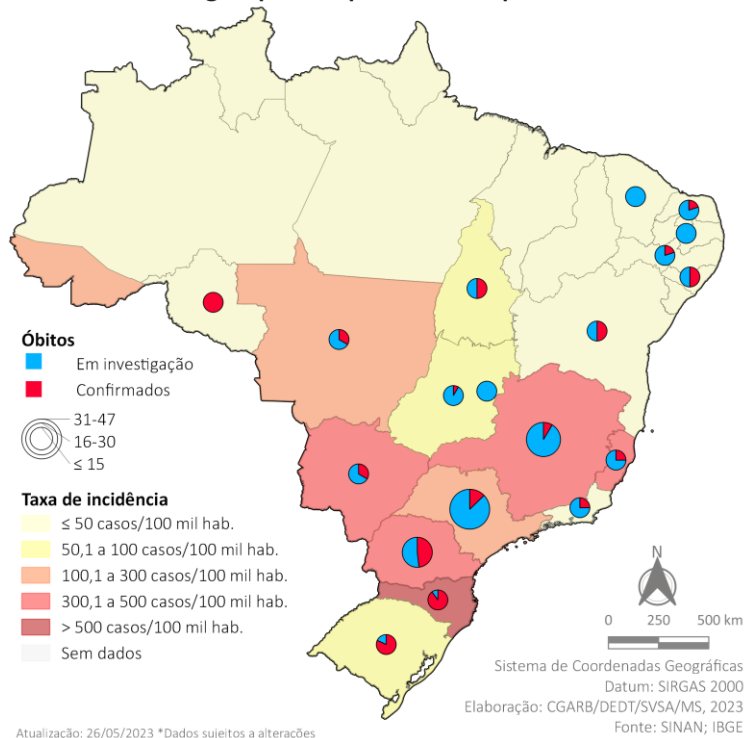 Óbitos
Em investigação
Confirmados
31-47
16-30
≤ 15
Taxa de incidência
≤ 50 casos/100 mil hab.
50,1 a 100 casos/100 mil hab.
100,1 a 300 casos/100 mil hab.
300,1 a 500 casos/100 mil hab.
> 500 casos/100 mil hab.
Sem dados
N
0 250 500 km
Sistema de Coordenadas Geográficas
Datum: SIRGAS 2000
Elaboração: CGARB/DEDT/SVSA/MS, 2023
Fonte: SINAN; IBGE
Atualização: 26/05/2023 *Dados sujeitos a alterações